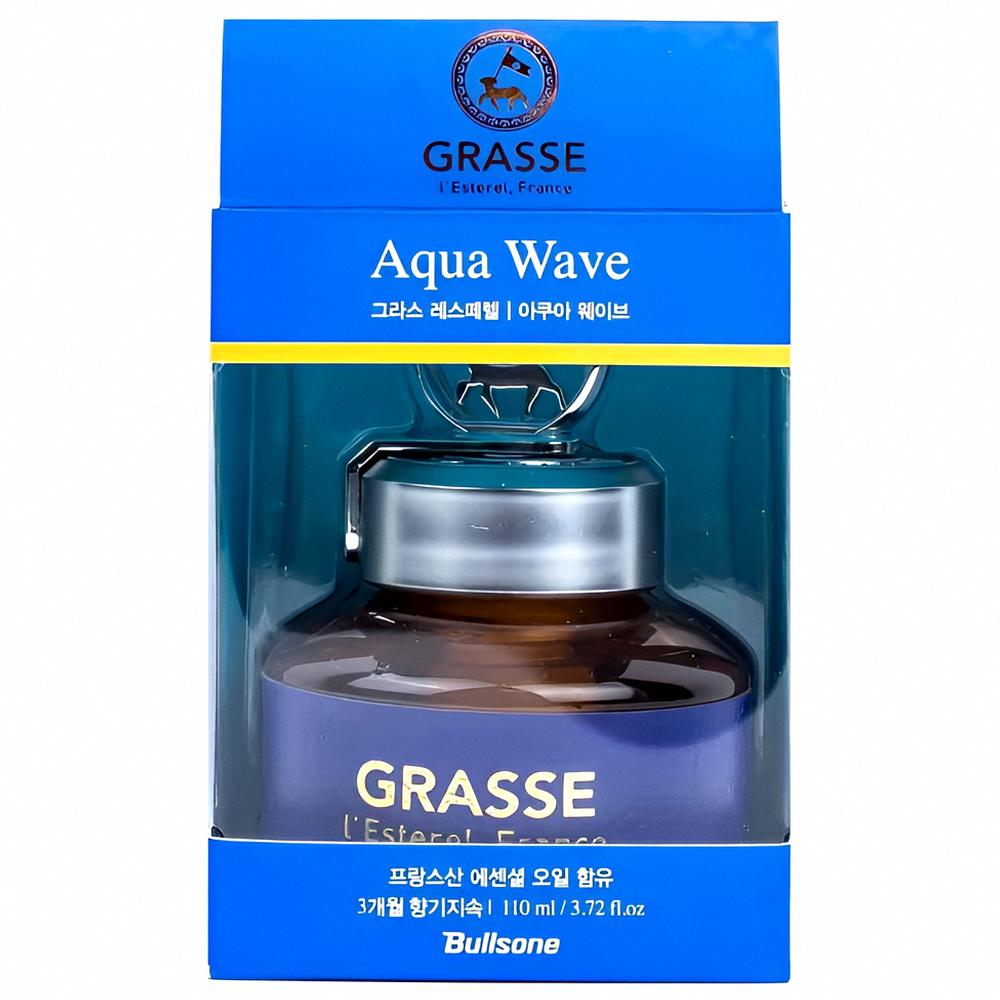 GRASSE
l'Esterel, France
Aqua Wave
그라스 레스떼렐 | 아쿠아 웨이브
GRASSE
l'Esterel, France
프랑스산 에센셜 오일 함유
3개월 향기지속 | 110 ml / 3.72 fl.oz
Bullsone